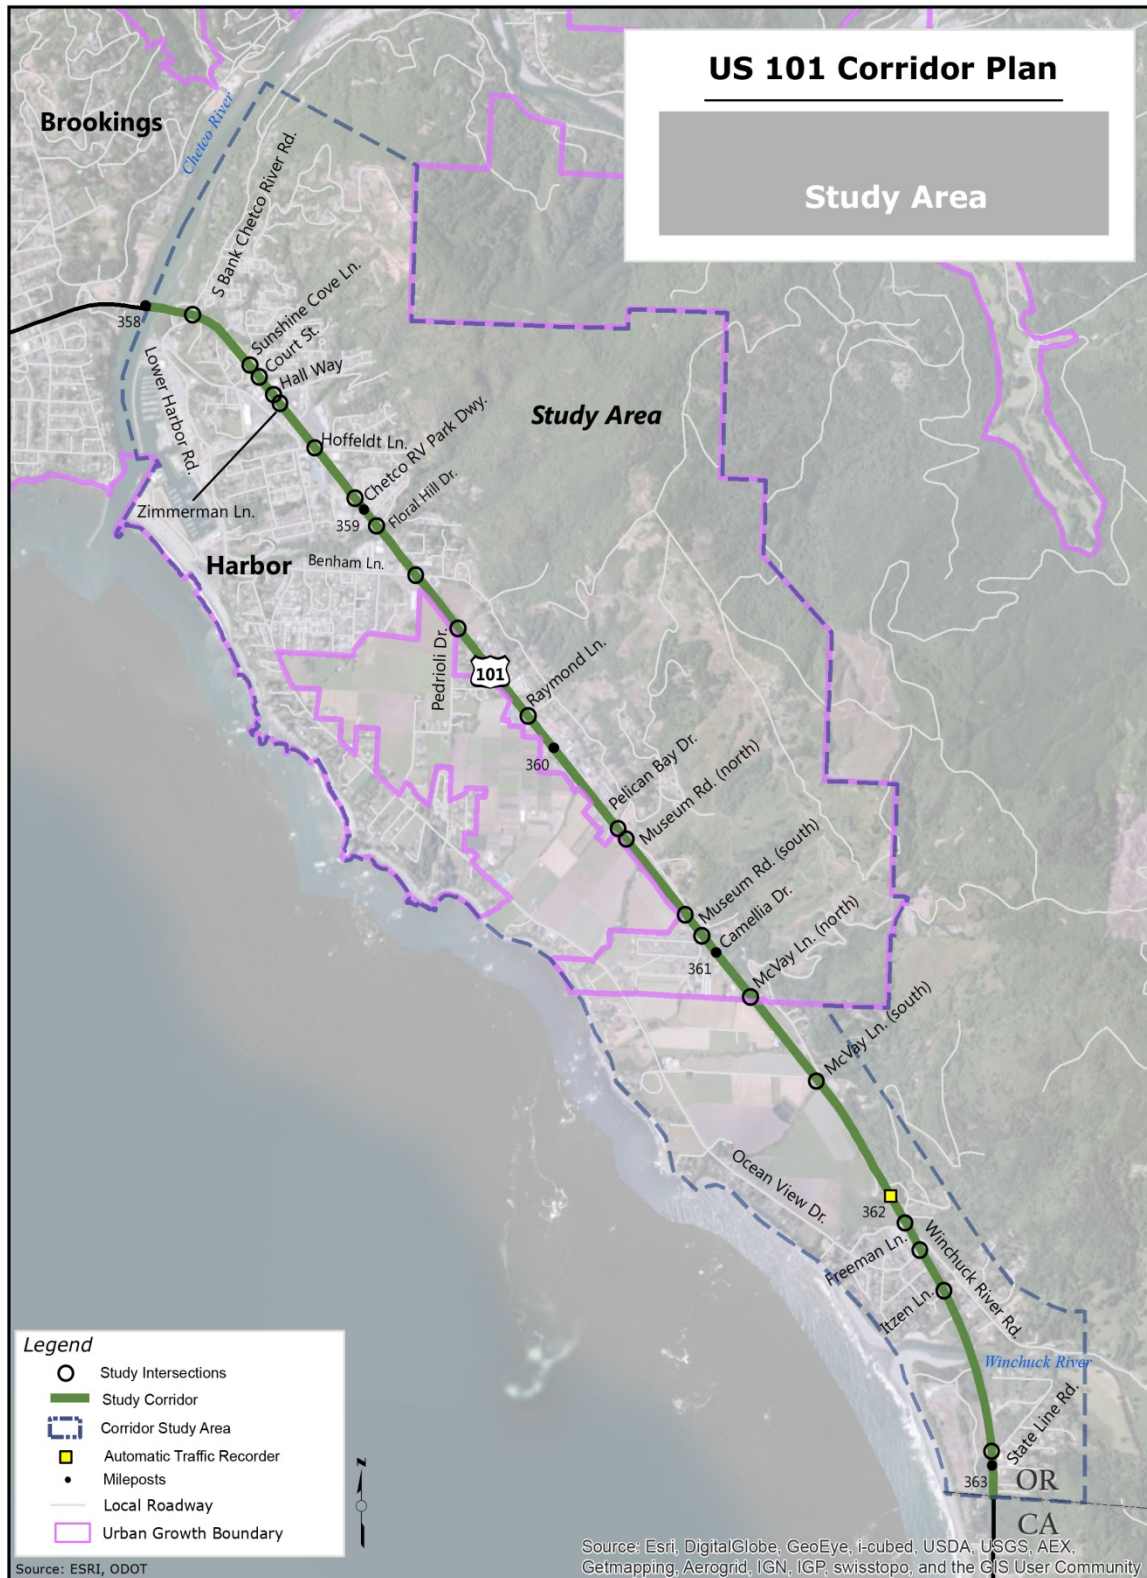 US 101 Corridor Plan
Study Area
Brookings
Chetco River
S Bank Chetco River Rd.
358
Sunshine Cove Ln.
Court St.
Hall Way
Lower Harbor Rd.
Study Area
Chetco RV Park Dwy.
Hoffeldt Ln.
Zimmerman Ln.
359
Floral Hill Dr.
Harbor
Benham Ln.
Pedrioli Dr.
101
Raymond Ln.
360
Pelican Bay Dr.
Museum Rd. (north)
Museum Rd. (south)
Camellia Dr.
361
McVay Ln. (north)
McVay Ln. (south)
Ocean View Dr.
362
Freeman Ln.
Winchuck River Rd.
Itzen Ln.
Winchuck River
State Line Rd.
363
OR
CA
Legend
Study Intersections
Study Corridor
Corridor Study Area
Automatic Traffic Recorder
Mileposts
Local Roadway
Urban Growth Boundary
N
Source: ESRI, ODOT
Source: Esri, DigitalGlobe, GeoEye, i-cubed, USDA, USGS, AEX,
Getmapping, Aerogrid, IGN, IGP, swisstopo, and the GIS User Community